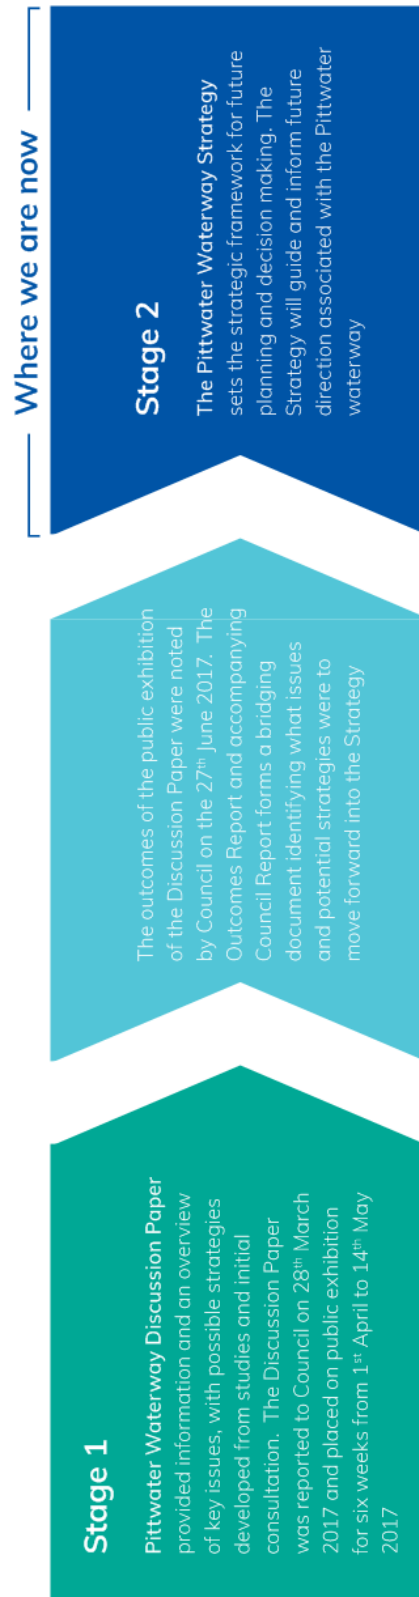 Where we are now
Stage 1
Pittwater Waterway Discussion Paper
provided information and an overview
of key issues, with possible strategies
developed from studies and initial
consultation. The Discussion Paper
was reported to Council on 28th March
2017 and placed on public exhibition
for six weeks from 1st April to 14th May
2017
The outcomes of the public exhibition
of the Discussion Paper were noted
by Council on the 27th June 2017. The
Outcomes Report and accompanying
Council Report forms a bridging
document identifying what issues
and potential strategies were to
move forward into the Strategy
Stage 2
The Pittwater Waterway Strategy
sets the strategic framework for future
planning and decision making. The
Strategy will guide and inform future
direction associated with the Pittwater
waterway